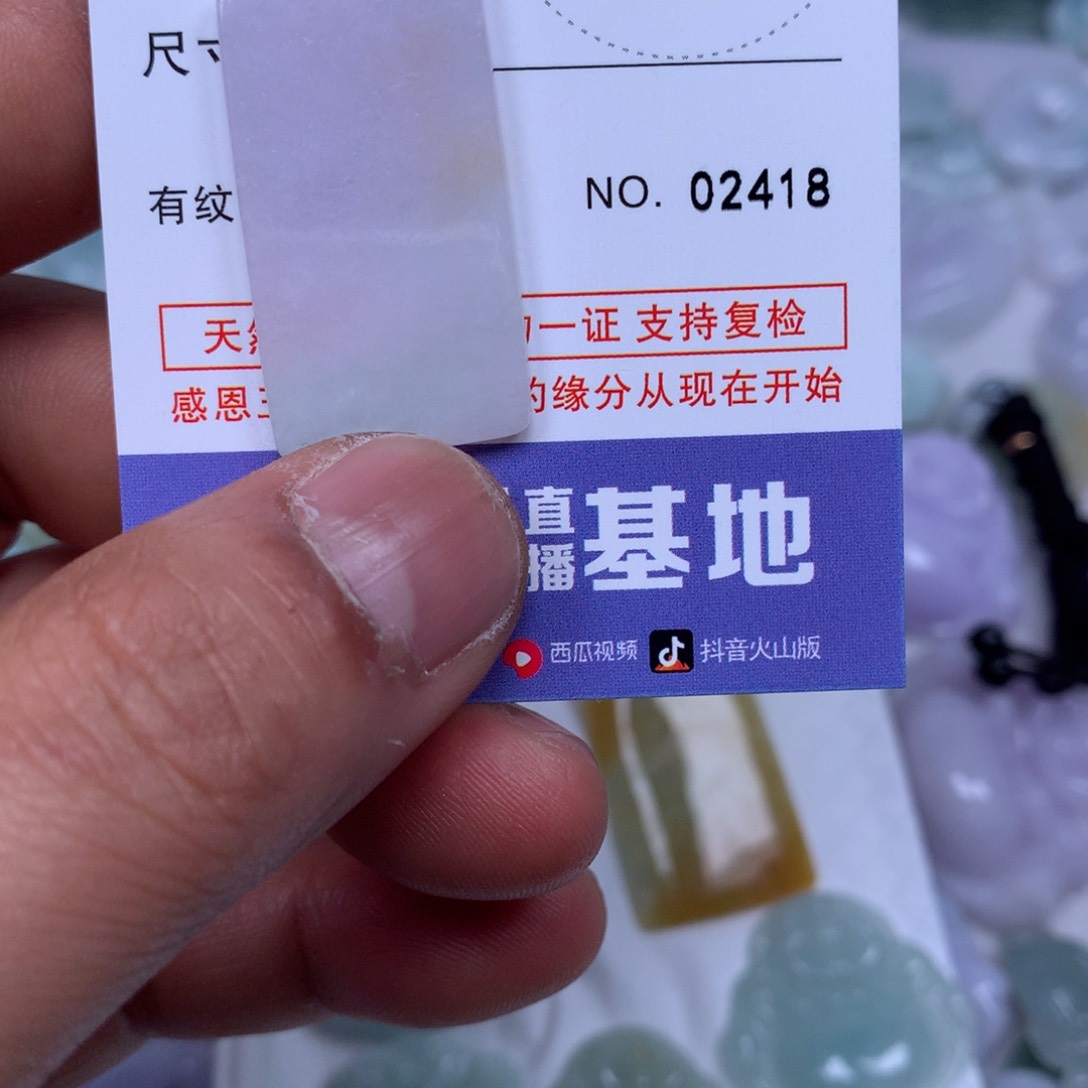 尺寸
有纹
NO. 02418
天 一证 支持复检
感恩 的缘分从现在开始
直播基地
西瓜视频 抖音火山版